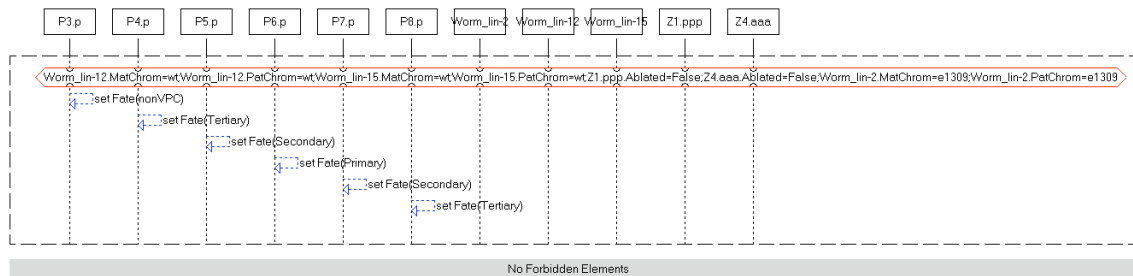 P3.p P4.p P5.p P6.p P7.p P8.p Worm_lin-2 Worm_lin-12 Worm_lin-15 Z1.ppp Z4.aaa
Worm_lin-12.MatChrom=wt;Worm_lin-12.PatChrom=wt;Worm_lin-15.MatChrom=wt;Worm_lin-15.PatChrom=wt;Z1.ppp.Ablated=False;Z4.aaa.Ablated=False;Worm_lin-2.MatChrom=e1309;Worm_lin-2.PatChrom=e1309
set Fate(nonVPC)
set Fate(Tertiary)
set Fate(Secondary)
set Fate(Primary)
set Fate(Secondary)
set Fate(Tertiary)
No Forbidden Elements